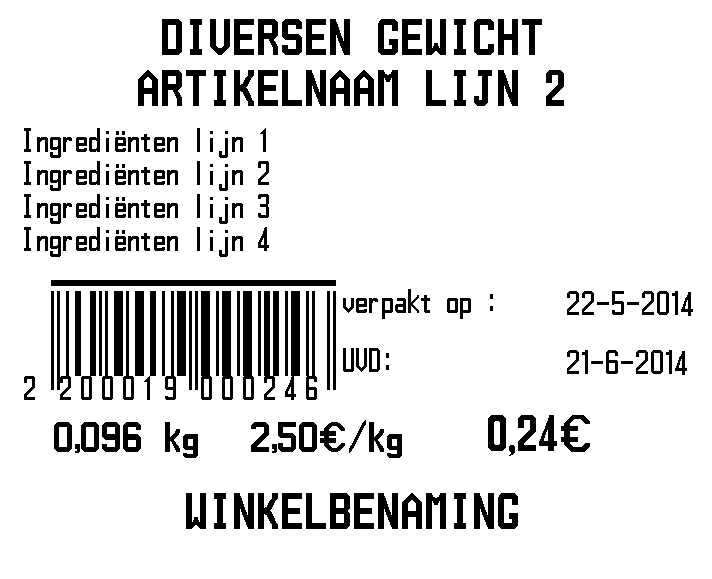 DIVERSEN GEWICHT
ARTIKELNAAM LIJN 2
Ingrediënten lijn 1
Ingrediënten lijn 2
Ingrediënten lijn 3
Ingrediënten lijn 4
verpakt op : 22-5-2014
UVD: 21-6-2014
2 200019 000246
0,096 kg 2,50€/kg 0,24€
WINKELBENAMING